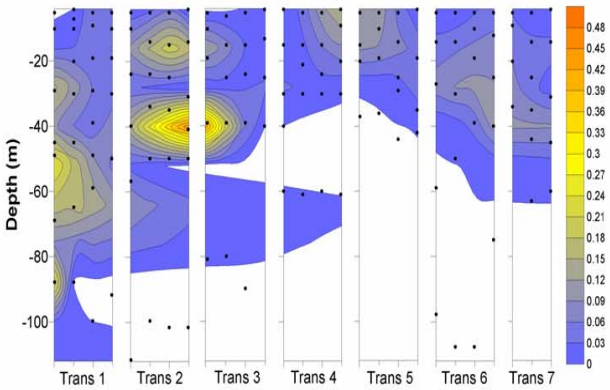 Depth (m)
-20
-40
-60
-80
-100
Trans 1
Trans 2
Trans 3
Trans 4
Trans 5
Trans 6
Trans 7
0.48
0.45
0.42
0.39
0.36
0.33
0.3
0.27
0.24
0.21
0.18
0.15
0.12
0.09
0.06
0.03
0